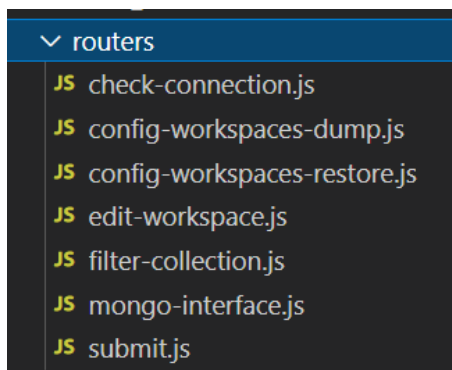 routers
JS check-connection.js
JS config-workspaces-dump.js
JS config-workspaces-restore.js
JS edit-workspace.js
JS filter-collection.js
JS mongo-interface.js
JS submit.js